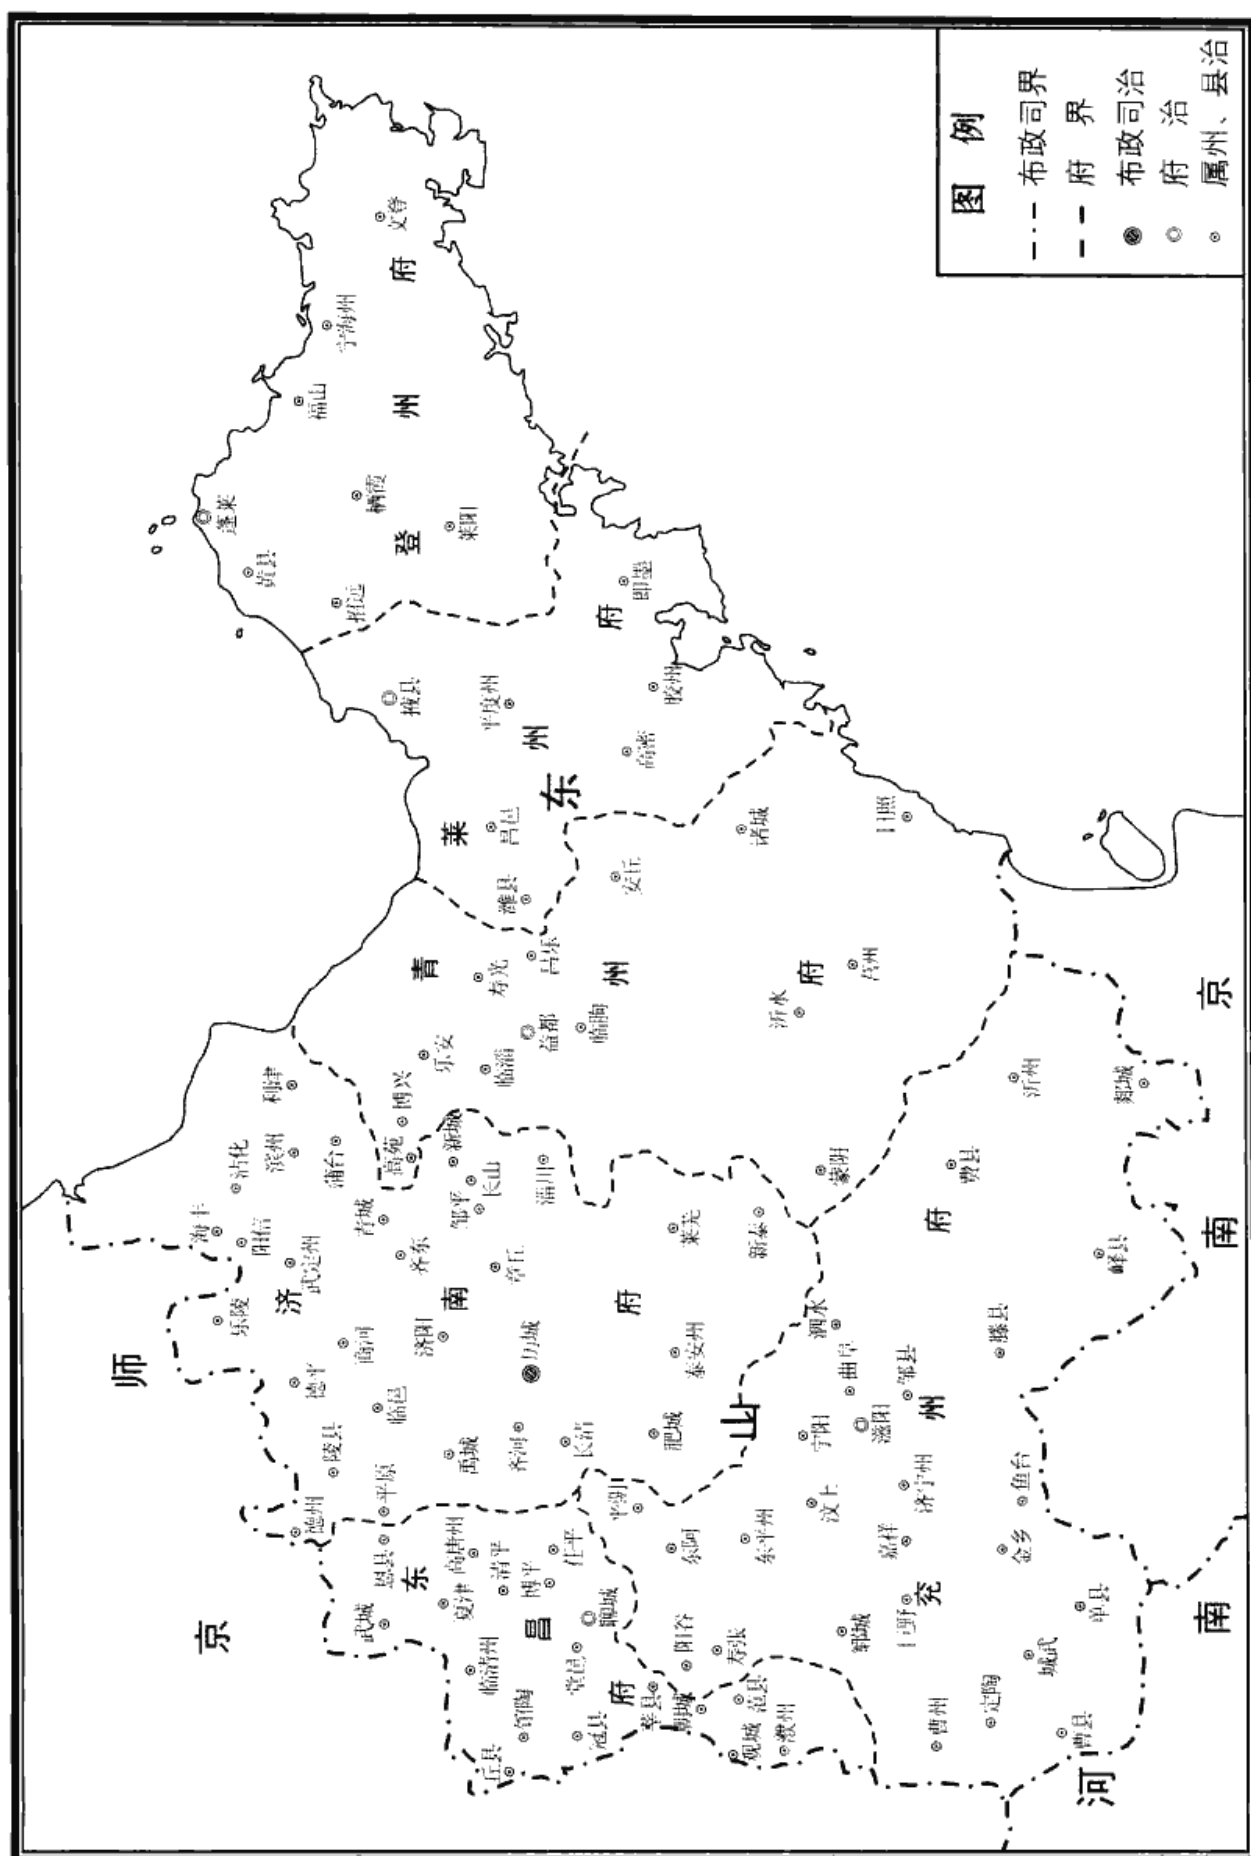 图 例
布政司界
府 界
布政司治
府 治
属州、县治
山东
京师
南京
河南
登州府
文登
宁海州
福山
蓬莱
栖霞
莱阳
黄县
招远
莱州府
即墨
掖县
平度州
胶州
高密
昌邑
潍县
青州府
诸城
日照
安丘
昌乐
寿光
莒州
沂水
益都
临朐
临淄
乐安
博兴
高苑
蒙阴
济南府
利津
沾化
滨州
蒲台
新城
长山
邹平
淄川
青城
齐东
章丘
莱芜
新泰
海丰
阳信
武定州
乐陵
商河
济阳
历城
泰安州
德平
临邑
陵县
禹城
齐河
长清
肥城
德州
平原
东昌府
恩县
高唐州
清平
博平
茌平
武城
夏津
聊城
临清州
堂邑
馆陶
冠县
莘县
丘县
朝城
范县
观城
濮州
兖州府
沂州
郯城
费县
峄县
滕县
泗水
曲阜
邹县
滋阳
宁阳
汶上
济宁州
鱼台
平阴
东阿
东平州
嘉祥
金乡
巨野
郓城
单县
城武
阳谷
寿张
定陶
曹州
曹县